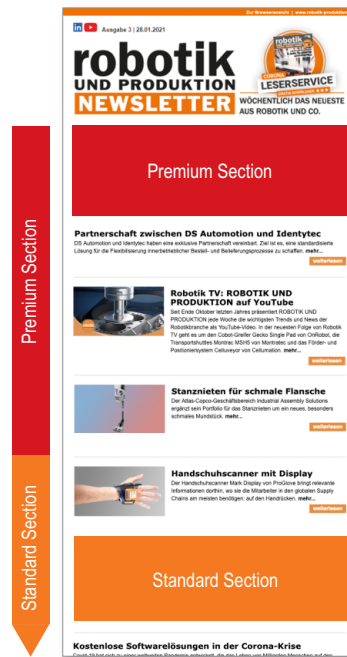 Zur Browseransicht | www.robotik-produktion
in Ausgabe 3 | 28.01.2021
robotik
UND PRODUKTION
NEWSLETTER
robotik
CORONA
LESERSERVICE
WÖCHENTLICH DAS NEUESTE
AUS ROBOTIK UND CO.
Premium Section
Premium Section
Partnerschaft zwischen DS Automation und Identytec
DS Automation und Identytec haben eine exklusive Partnerschaft vereinbart. Ziel ist es, eine standardisierte
Lösung für die Flexibilisierung innerbetrieblicher Bestell- und Belieferungsprozesse zu schaffen. mehr...
weiterlesen
Robotik TV: ROBOTIK UND
PRODUKTION auf YouTube
Seit Ende Oktober letzten Jahres präsentiert ROBOTIK UND
PRODUKTION jede Woche die wichtigsten Trends und News der
Robotikbranche als YouTube-Video. In der neuesten Folge von Robotik
TV geht es um den Cobot-Greifer Gecko Single Pad von OnRobot, die
Transportshuttles Montrac MSH5 von Montratec und das Förder- und
Positioniersystem Celluveyor von Cellumation. mehr...
weiterlesen
Stanznieten für schmale Flansche
Der Atlas-Copco-Geschäftsbereich Industrial Assembly Solutions
ergänzt sein Portfolio für das Stanznieten um ein neues, besonders
schmales Mundstück. mehr...
weiterlesen
Handschuhscanner mit Display
Der Handschuhscanner Mark Display von ProGlove bringt relevante
Informationen dorthin, wo sie die Mitarbeiter in den globalen Supply
Chains am meisten benötigen: auf den Handrücken. mehr...
weiterlesen
Standard Section
Standard Section
Kostenlose Softwarelösungen in der Corona-Krise